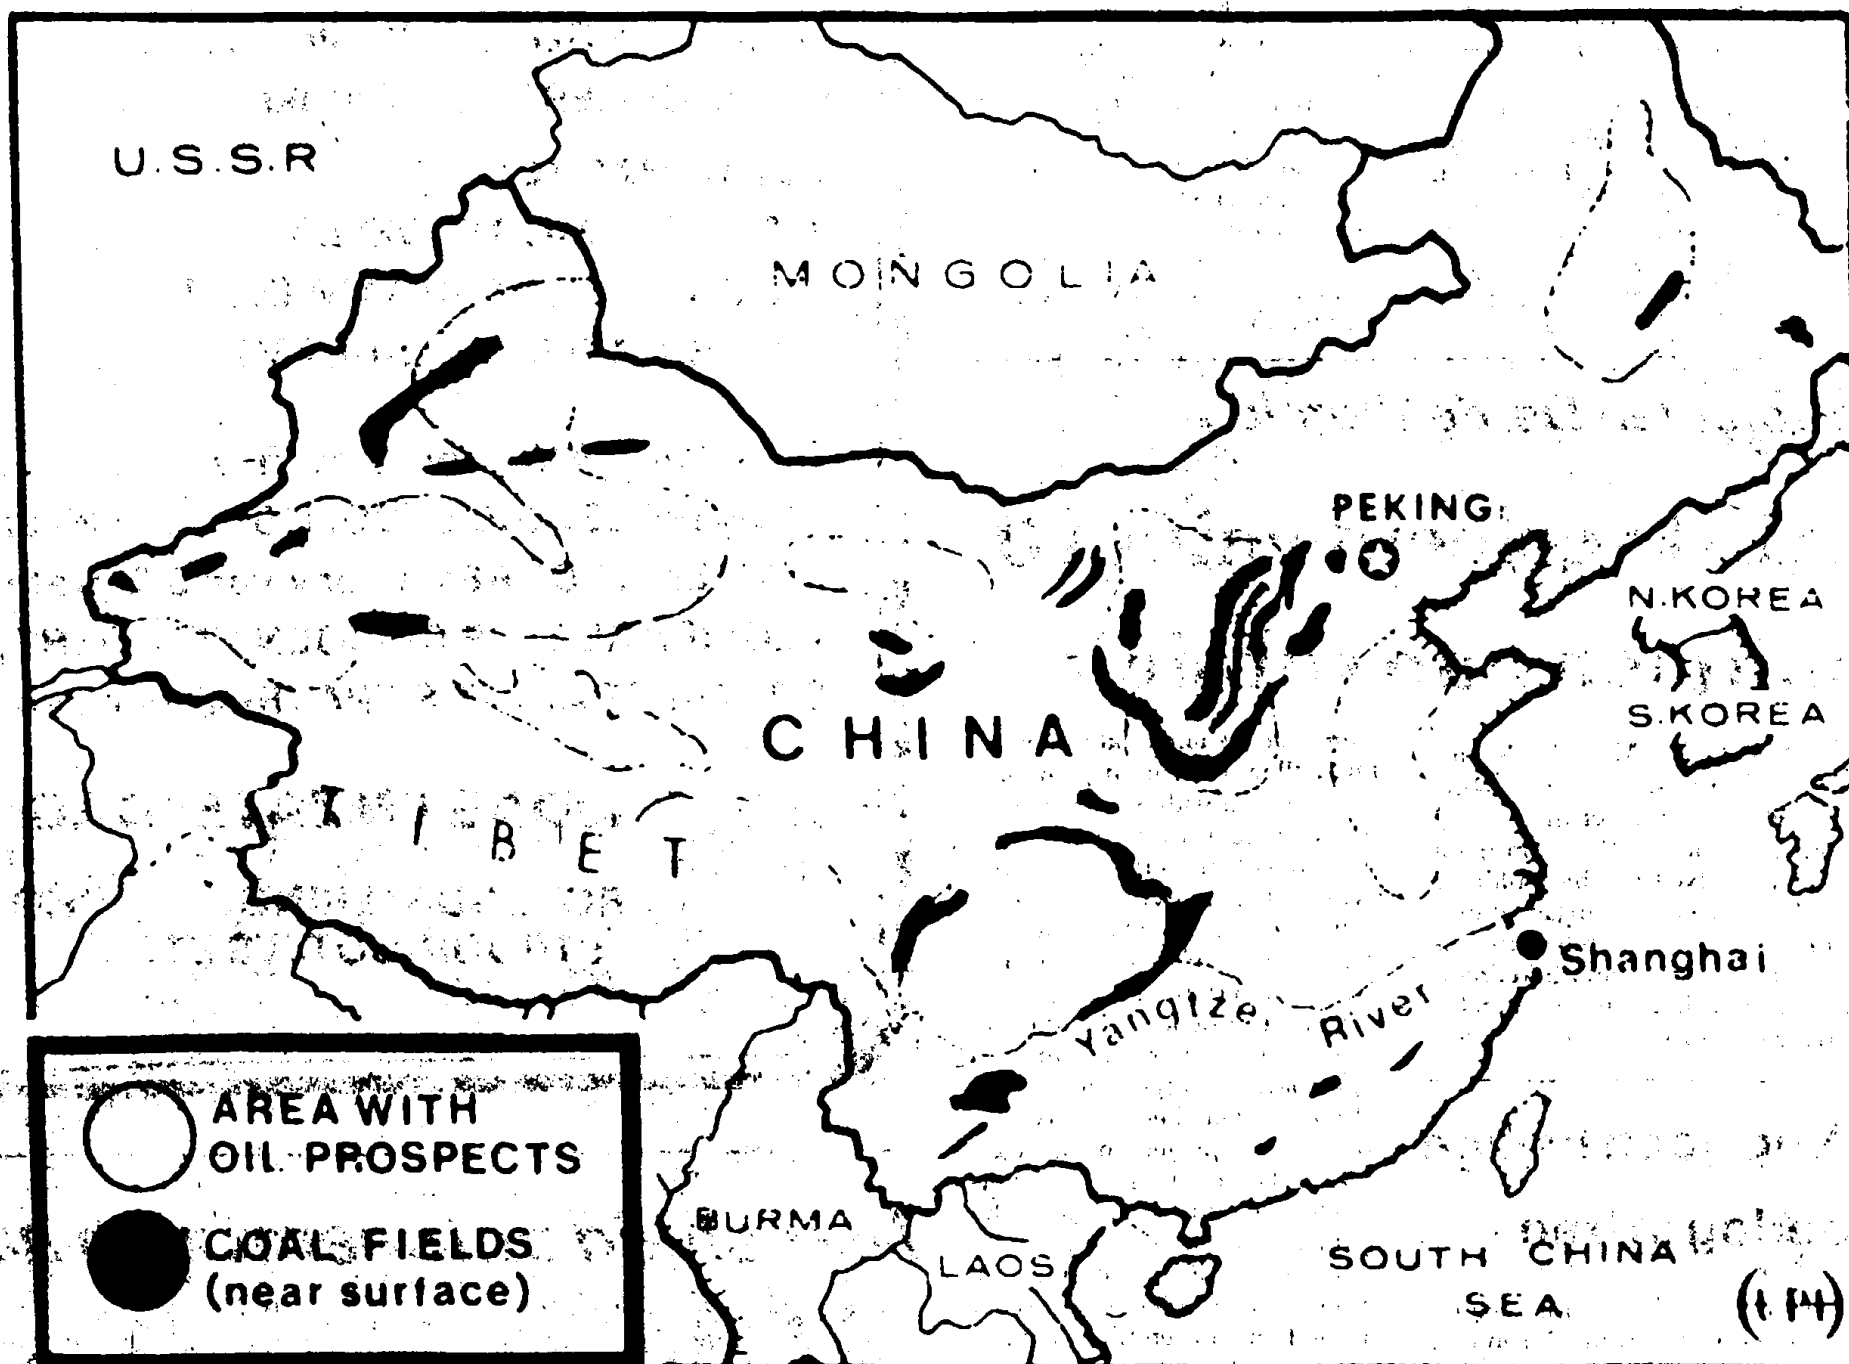 U.S.S.R
MONGOLIA
PEKING
N.KOREA
S.KOREA
CHINA
TIBET
Shanghai
Yangtze River
AREA WITH
OIL PROSPECTS
COAL FIELDS
(near surface)
BURMA
LAOS
SOUTH CHINA
SEA